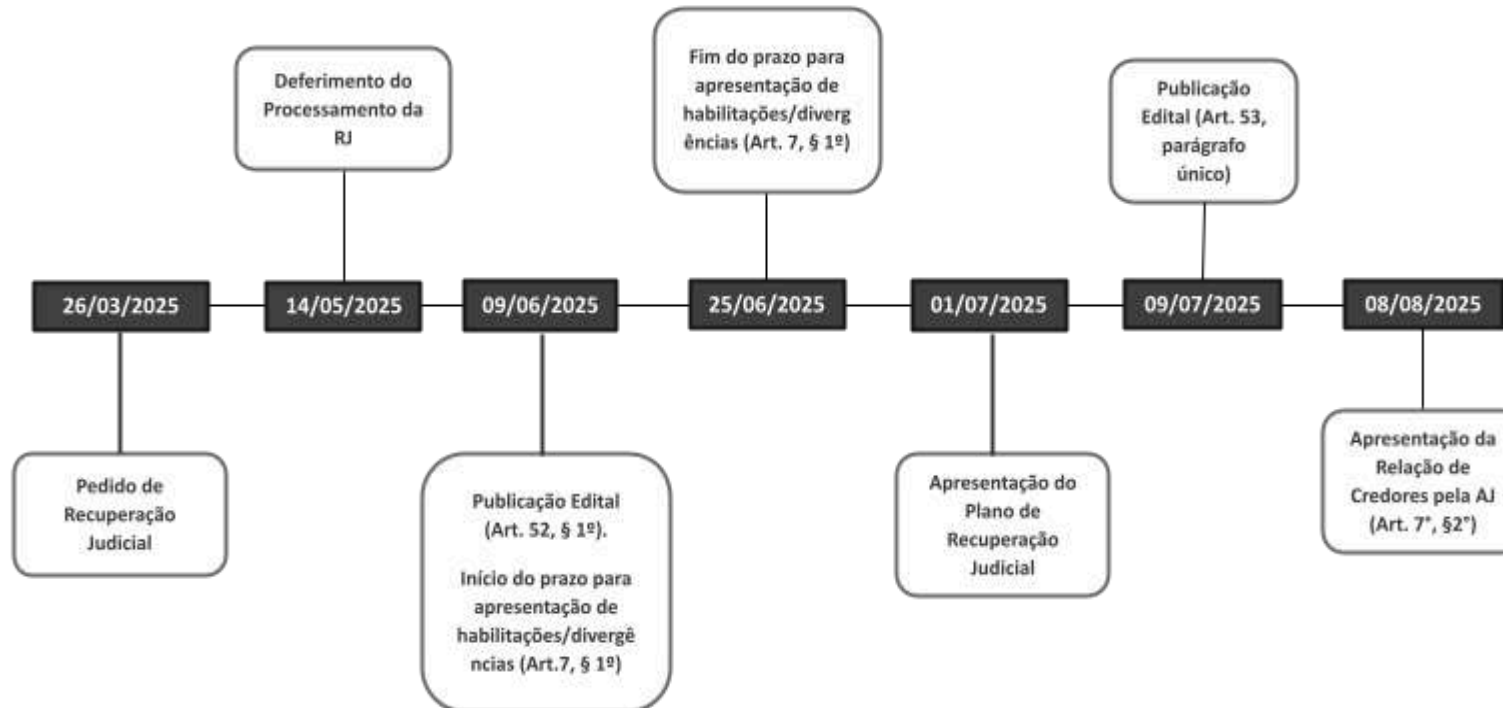 Deferimento do
Processamento da
RJ
Fim do prazo para
apresentação de
habilitações/diverg
ências (Art. 7, § 1º)
Publicação
Edital (Art. 53,
parágrafo
único)
26/03/2025
14/05/2025
09/06/2025
25/06/2025
01/07/2025
09/07/2025
08/08/2025
Pedido de
Recuperação
Judicial
Publicação Edital
(Art. 52, § 1º).
Início do prazo para
apresentação de
habilitações/divergê
ncias (Art.7, § 1º)
Apresentação do
Plano de
Recuperação
Judicial
Apresentação da
Relação de
Credores pela AJ
(Art. 7°, §2°)